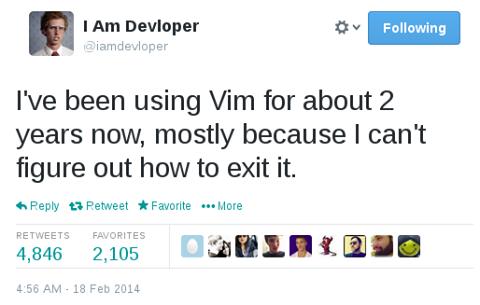 I Am Devloper
@iamdevloper
Following
I've been using Vim for about 2
years now, mostly because I can't
figure out how to exit it.
Reply Retweet Favorite More
RETWEETS FAVORITES
4,846 2,105
4:56 AM - 18 Feb 2014